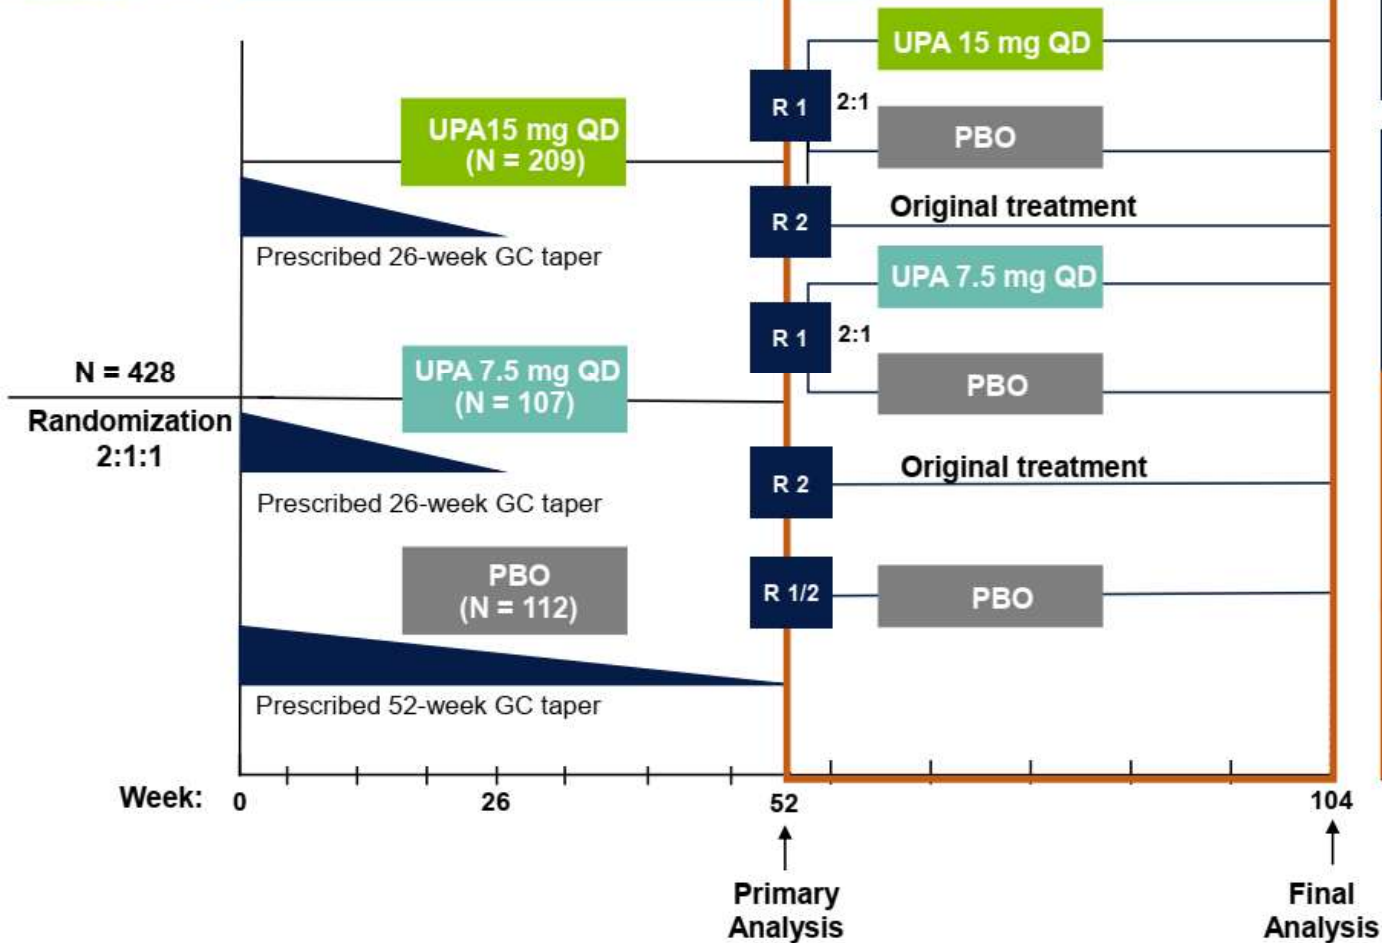 UPA 15 mg QD
R 1
2:1
PBO
UPA15 mg QD
(N = 209)
R 2
Original treatment
Prescribed 26-week GC taper
UPA 7.5 mg QD
R 1
2:1
PBO
N = 428
Randomization
2:1:1
UPA 7.5 mg QD
(N = 107)
R 2
Original treatment
Prescribed 26-week GC taper
PBO
(N = 112)
R 1/2
PBO
Prescribed 52-week GC taper
Week:
0
26
52
104
Primary
Analysis
Final
Analysis